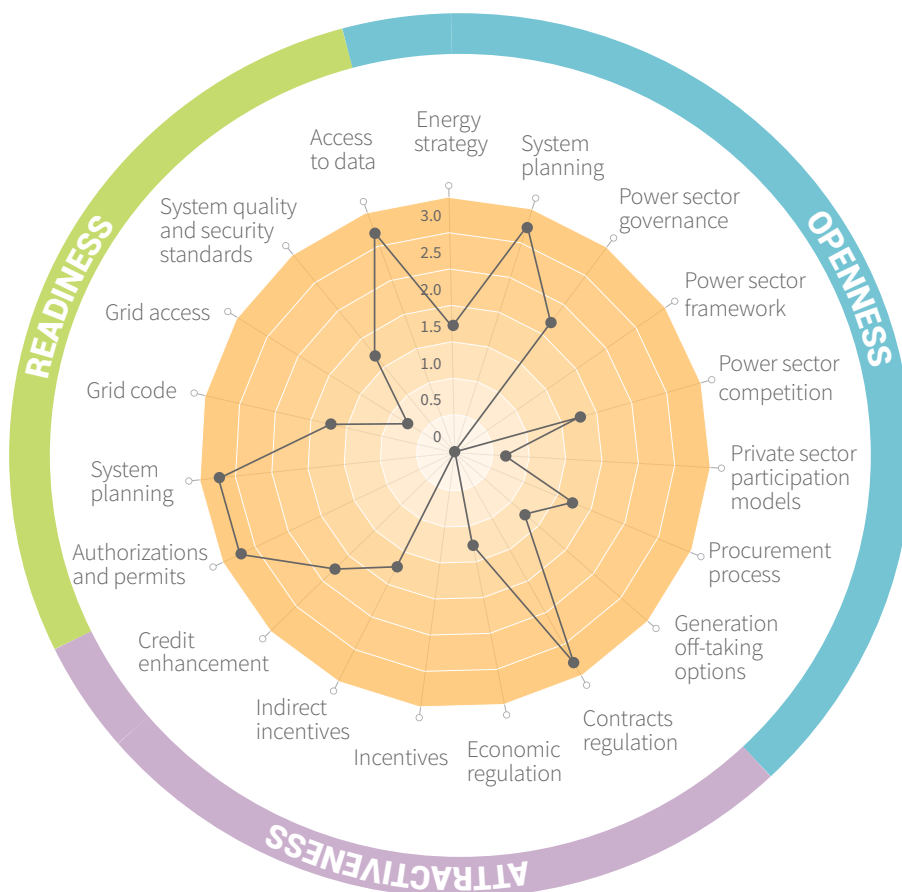 READINESS
OPENNESS
ATTRACTIVENESS
Energy
strategy
System
planning
Power sector
governance
Power sector
framework
Power sector
competition
Private sector
participation
models
Procurement
process
Generation
off-taking
options
Contracts
regulation
Economic
regulation
Incentives
Indirect
incentives
Credit
enhancement
Authorizations
and permits
System
planning
Grid code
Grid access
System quality
and security
standards
Access
to data
3.0
2.5
2.0
1.5
1.0
0.5
0